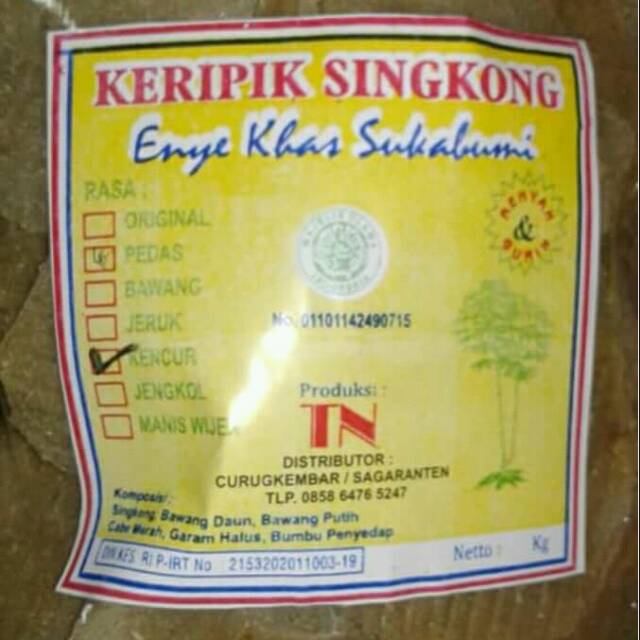 KERIPIK SINGKONG
Enye Khas Sukabumi
RASA :
ORIGINAL
PEDAS
BAWANG
JERUK
KENCUR
JENGKOL
MANIS WIJEN
RENYAH
&
GURIH
No. 01101142490715
Produksi :
TN
DISTRIBUTOR :
CURUGKEMBAR / SAGARANTEN
TLP. 0858 6476 5247
Komposisi :
Singkong, Bawang Daun, Bawang Putih
Cabe Merah, Garam Halus, Bumbu Penyedap
DINKES RI P-IRT No 2153202011003-19
Netto : Kg